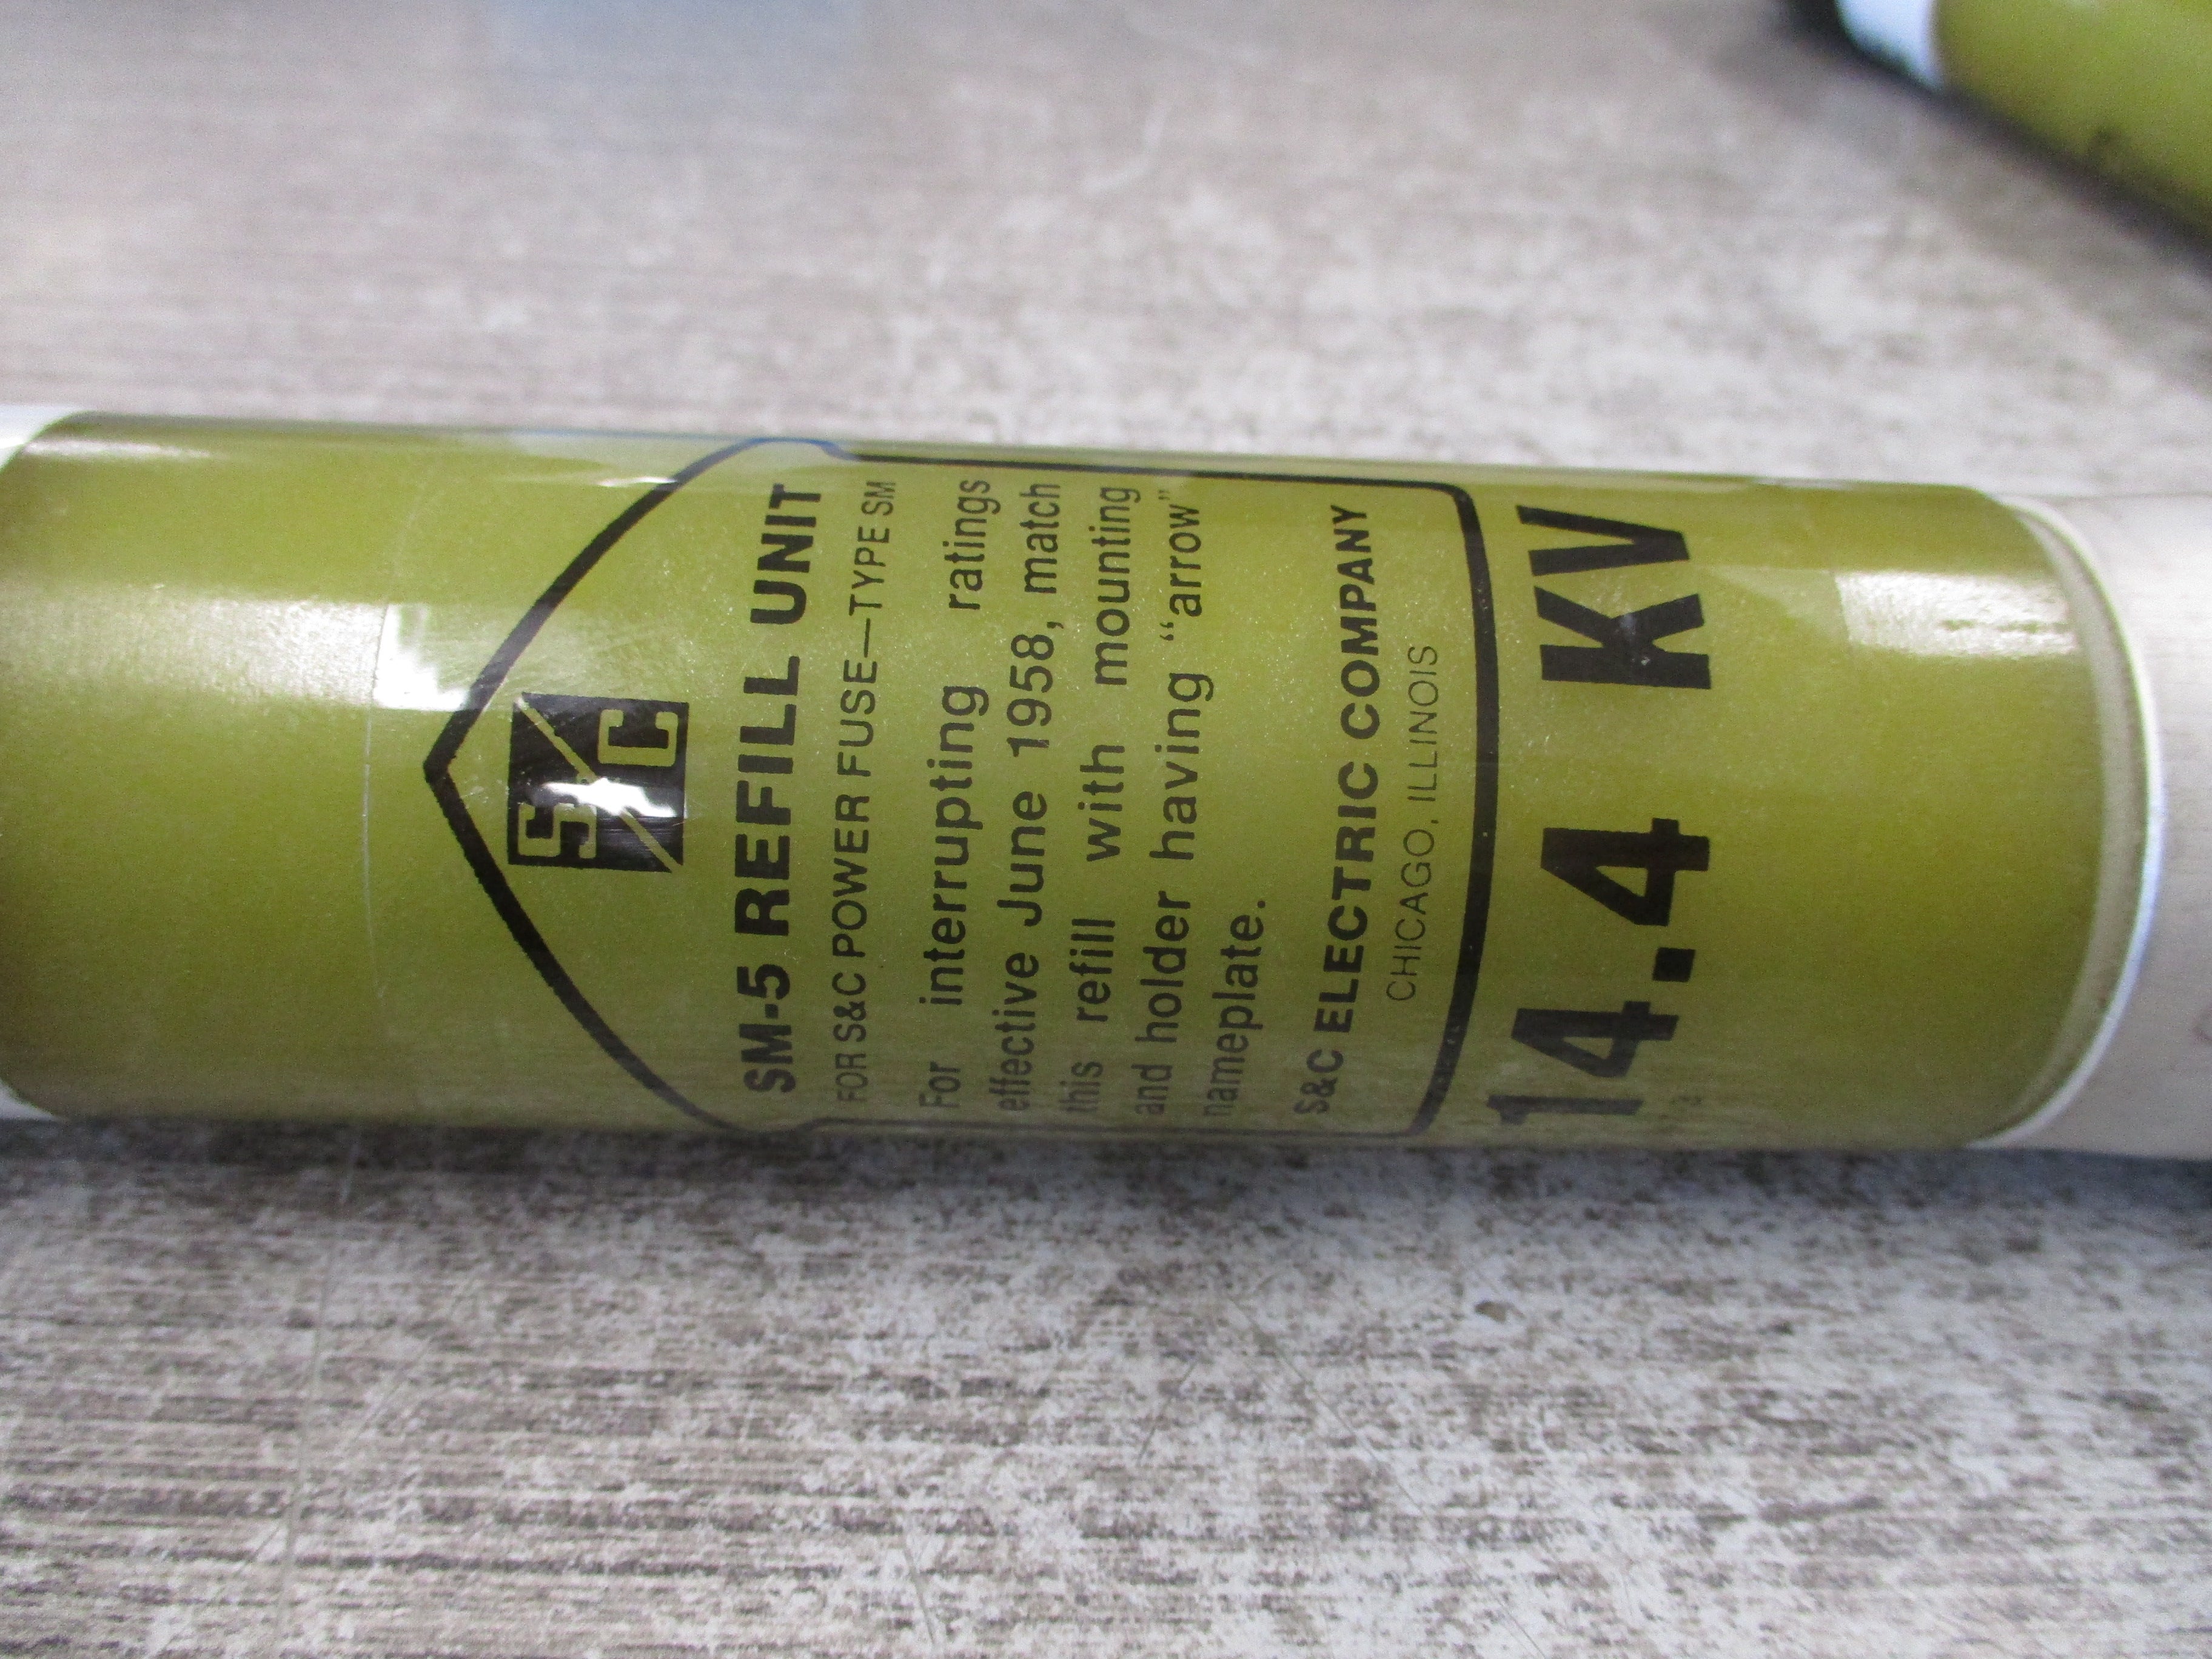 S&C
SM-5 REFILL UNIT
FOR S&C POWER FUSE—TYPE SM
For interrupting ratings
effective June 1958, match
this refill with mounting
and holder having "arrow"
nameplate.
S&C ELECTRIC COMPANY
CHICAGO, ILLINOIS
14.4 KV